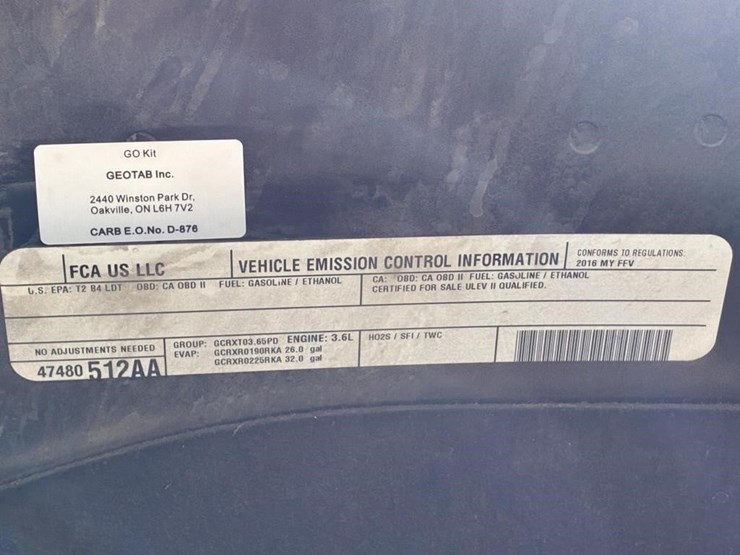 GO Kit
GEOTAB Inc.
2440 Winston Park Dr,
Oakville, ON L6H 7V2
CARB E.O.No. D-876
FCA US LLC
VEHICLE EMISSION CONTROL INFORMATION
CONFORMS TO REGULATIONS:
2016 MY FFV
U.S. EPA: T2 B4 LDT OBD: CA OBD II FUEL: GASOLINE / ETHANOL
CA: OBD: CA OBD II FUEL: GASOLINE / ETHANOL
CERTIFIED FOR SALE ULEV II QUALIFIED.
NO ADJUSTMENTS NEEDED
47480 512AA
GROUP: GCRXT03.65PD ENGINE: 3.6L
EVAP: GCRXR0190RKA 26.0 gal
GCRXR0225RKA 32.0 gal
HO2S / SFI / TWC